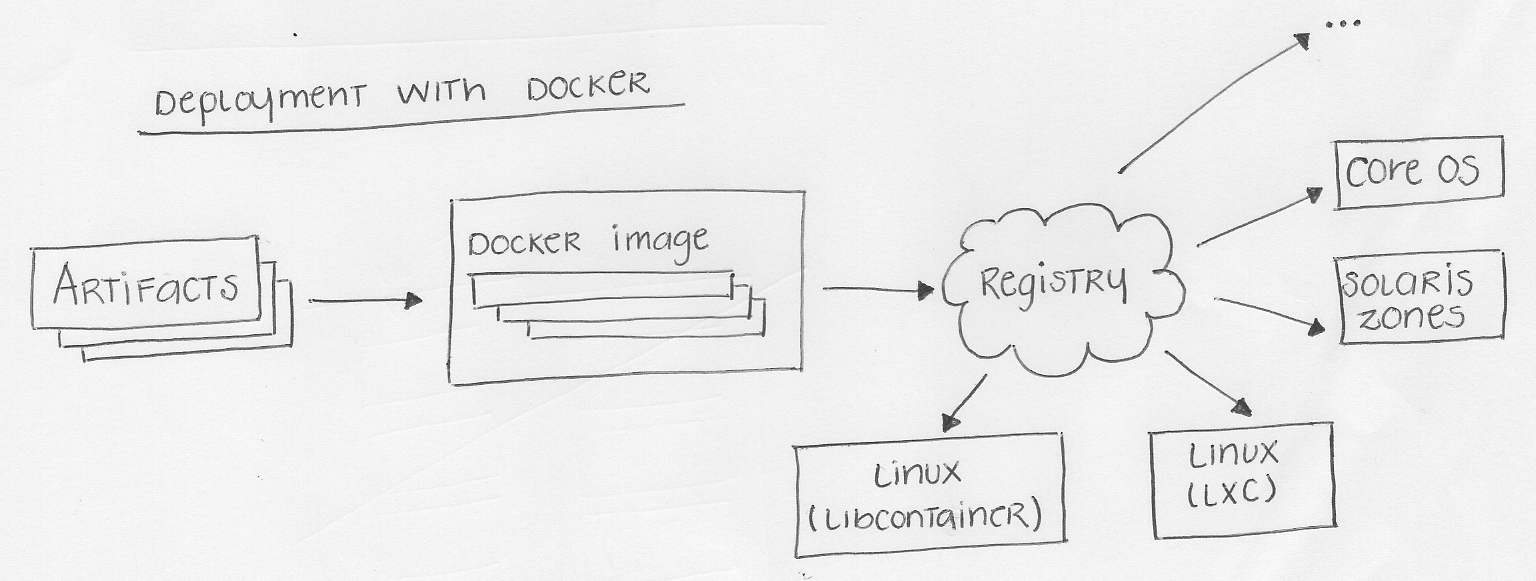 Deployment with Docker
...
Core OS
Artifacts
Docker image
Registry
Solaris
zones
Linux
(Libcontainer)
Linux
(LXC)